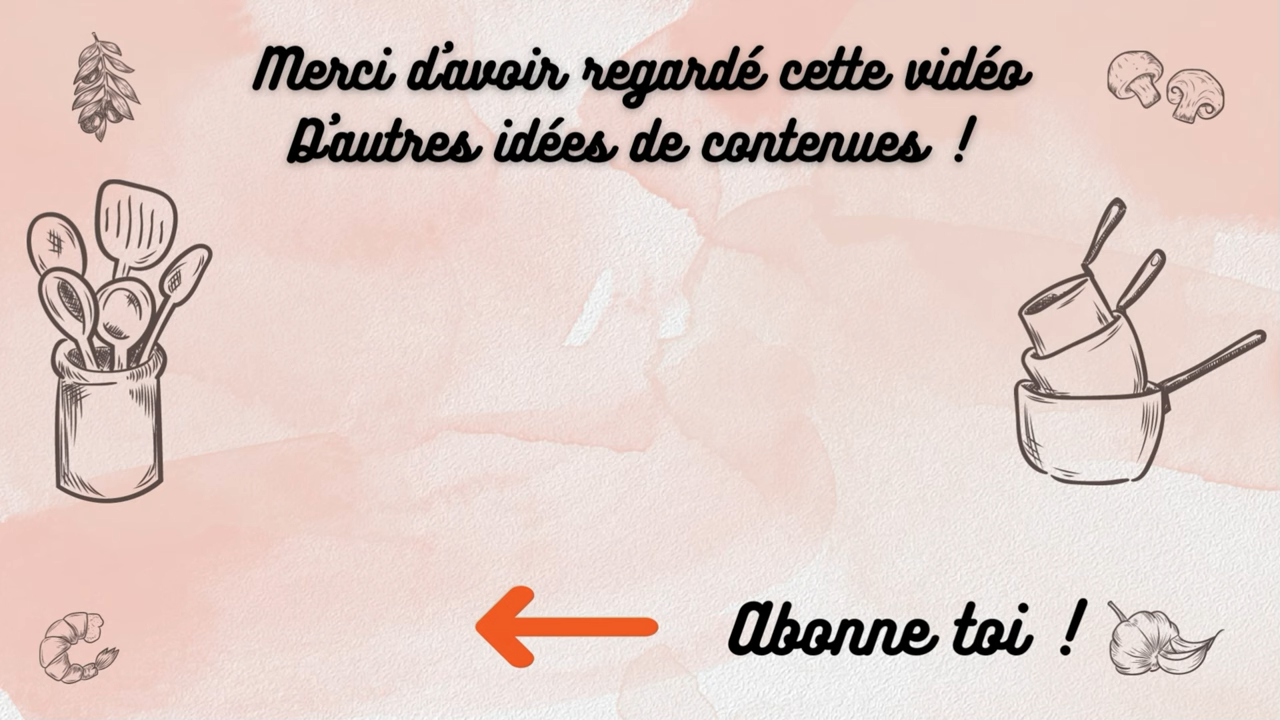 Merci d'avoir regardé cette vidéo
D'autres idées de contenues !
Abonne toi !